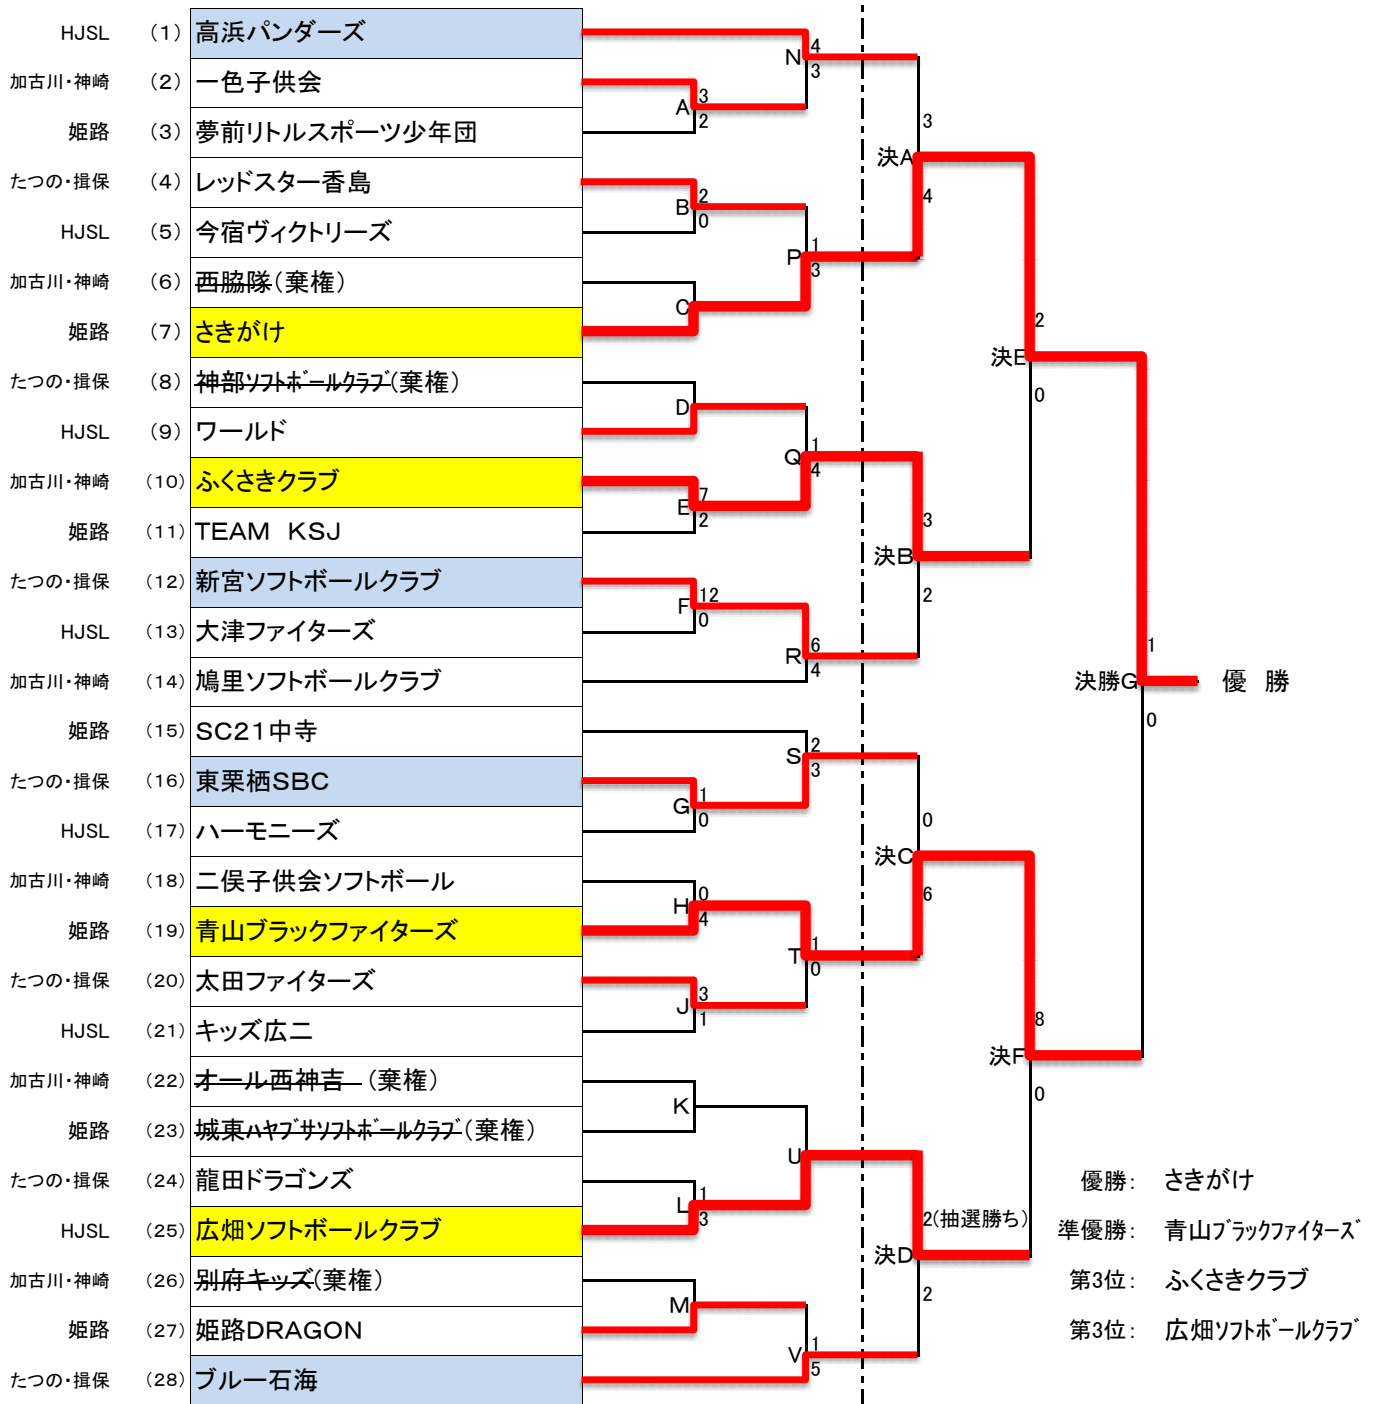 HJSL (1) 高浜パンダーズ
加古川・神崎 (2) 一色子供会
姫路 (3) 夢前リトルスポーツ少年団
たつの・揖保 (4) レッドスター香島
HJSL (5) 今宿ヴィクトリーズ
加古川・神崎 (6) 西脇隊(棄権)
姫路 (7) さきがけ
たつの・揖保 (8) 神部ｿﾌﾄﾎﾞｰﾙｸﾗﾌﾞ(棄権)
HJSL (9) ワールド
加古川・神崎 (10) ふくさきクラブ
姫路 (11) TEAM KSJ
たつの・揖保 (12) 新宮ソフトボールクラブ
HJSL (13) 大津ファイターズ
加古川・神崎 (14) 鳩里ソフトボールクラブ
姫路 (15) SC21中寺
たつの・揖保 (16) 東栗栖SBC
HJSL (17) ハーモニーズ
加古川・神崎 (18) 二俣子供会ソフトボール
姫路 (19) 青山ブラックファイターズ
たつの・揖保 (20) 太田ファイターズ
HJSL (21) キッズ広二
加古川・神崎 (22) オール西神吉 (棄権)
姫路 (23) 城東ﾊﾔﾌﾞｻｿﾌﾄﾎﾞｰﾙｸﾗﾌﾞ(棄権)
たつの・揖保 (24) 龍田ドラゴンズ
HJSL (25) 広畑ソフトボールクラブ
加古川・神崎 (26) 別府キッズ(棄権)
姫路 (27) 姫路DRAGON
たつの・揖保 (28) ブルー石海
A 3 2
B 2 0
C
D
E 7 2
F 12 0
G 1 0
H 0 4
J 3 1
K
L 1 3
M
N 4 3
P 1 3
Q 1 4
R 6 4
S 2 3
T 1 0
U
V 1 5
決A 3 4
決B 3 2
決C 0 6
決D 2(抽選勝ち) 2
決E 2 0
決F 8 0
決勝G 1 0
優 勝
優勝: さきがけ
準優勝: 青山ﾌﾞﾗｯｸﾌｧｲﾀｰｽﾞ
第3位: ふくさきクラブ
第3位: 広畑ｿﾌﾄﾎﾞｰﾙｸﾗﾌﾞ